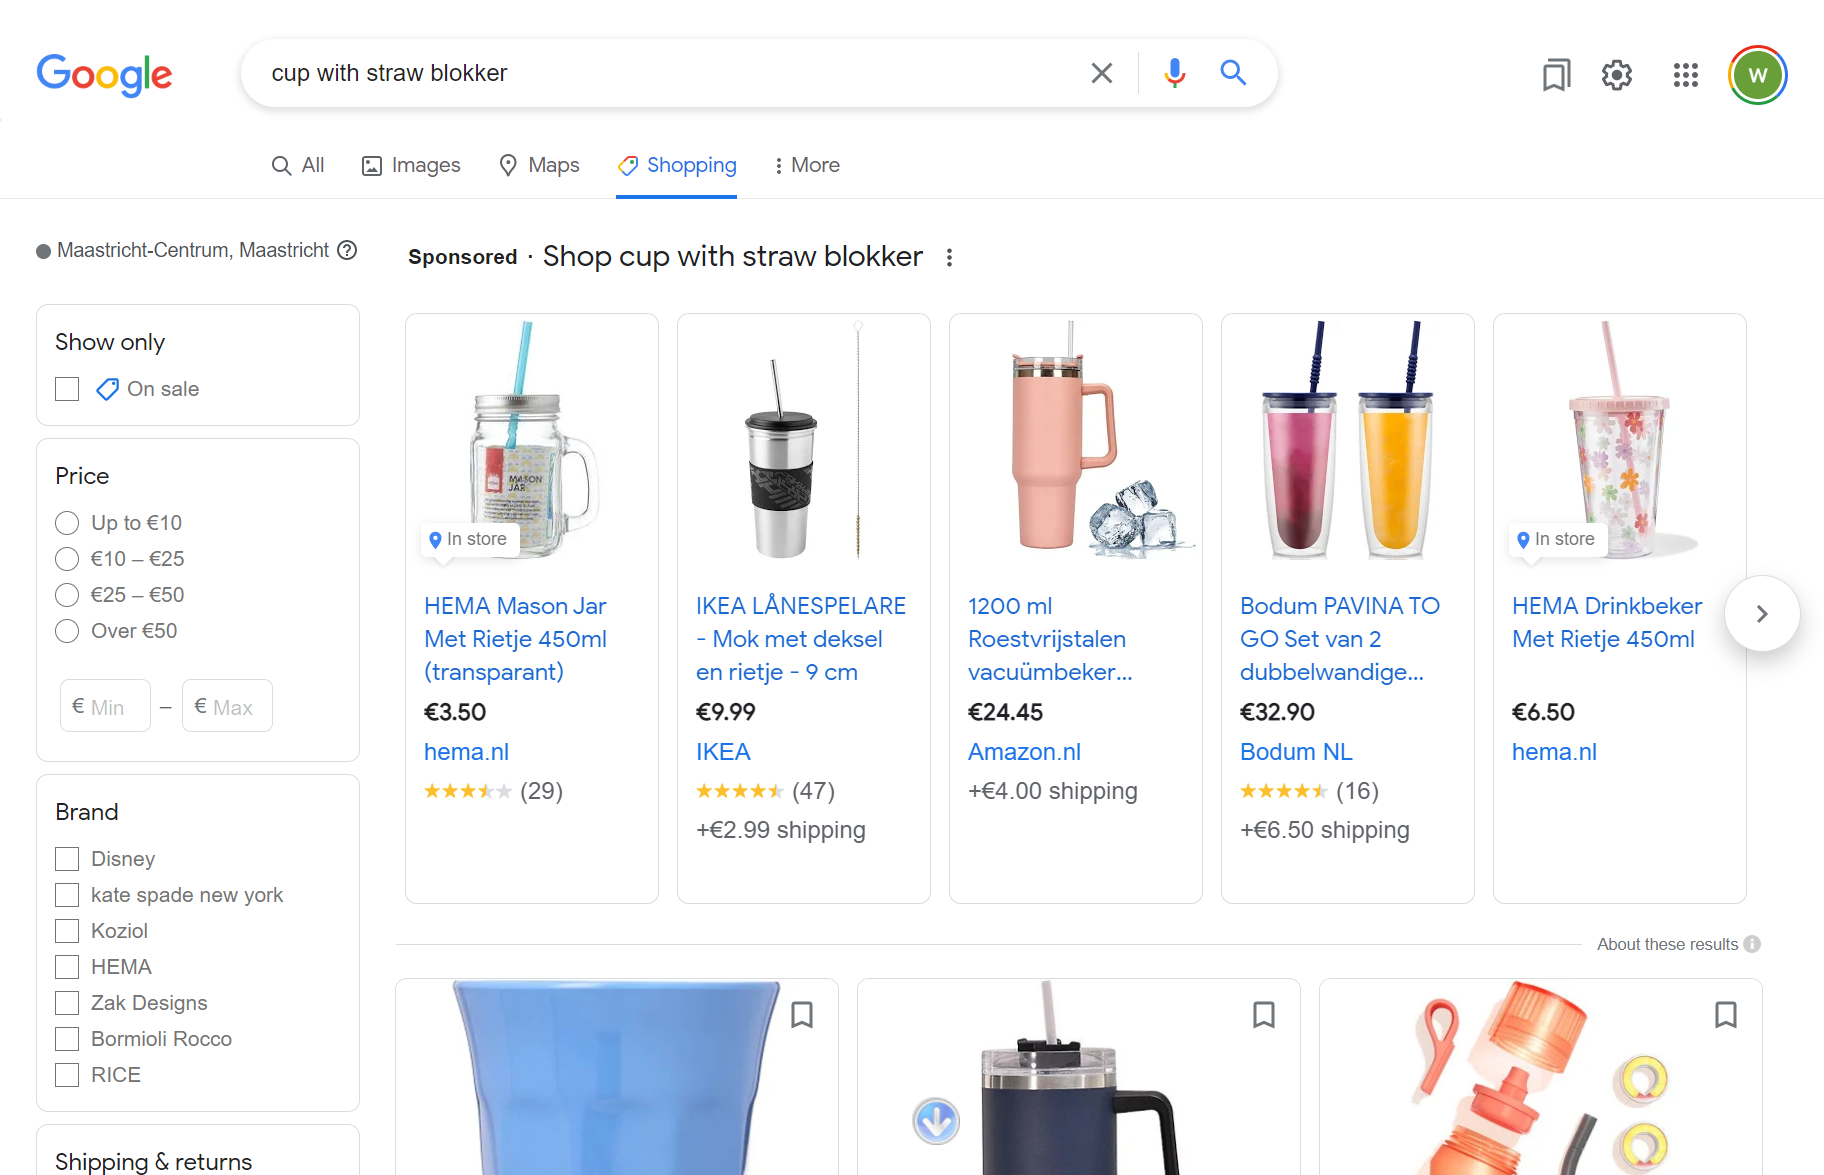 Google
cup with straw blokker
W
All
Images
Maps
Shopping
More
Maastricht-Centrum, Maastricht
Sponsored · Shop cup with straw blokker
Show only
On sale
Price
Up to €10
€10 – €25
€25 – €50
Over €50
€ Min – € Max
Brand
Disney
kate spade new york
Koziol
HEMA
Zak Designs
Bormioli Rocco
RICE
Shipping & returns
MASON
JAR
In store
HEMA Mason Jar
Met Rietje 450ml
(transparant)
€3.50
hema.nl
(29)
IKEA LÅNESPELARE
- Mok met deksel
en rietje - 9 cm
€9.99
IKEA
(47)
+€2.99 shipping
1200 ml
Roestvrijstalen
vacuümbeker...
€24.45
Amazon.nl
+€4.00 shipping
Bodum PAVINA TO
GO Set van 2
dubbelwandige...
€32.90
Bodum NL
(16)
+€6.50 shipping
In store
HEMA Drinkbeker
Met Rietje 450ml
€6.50
hema.nl
About these results